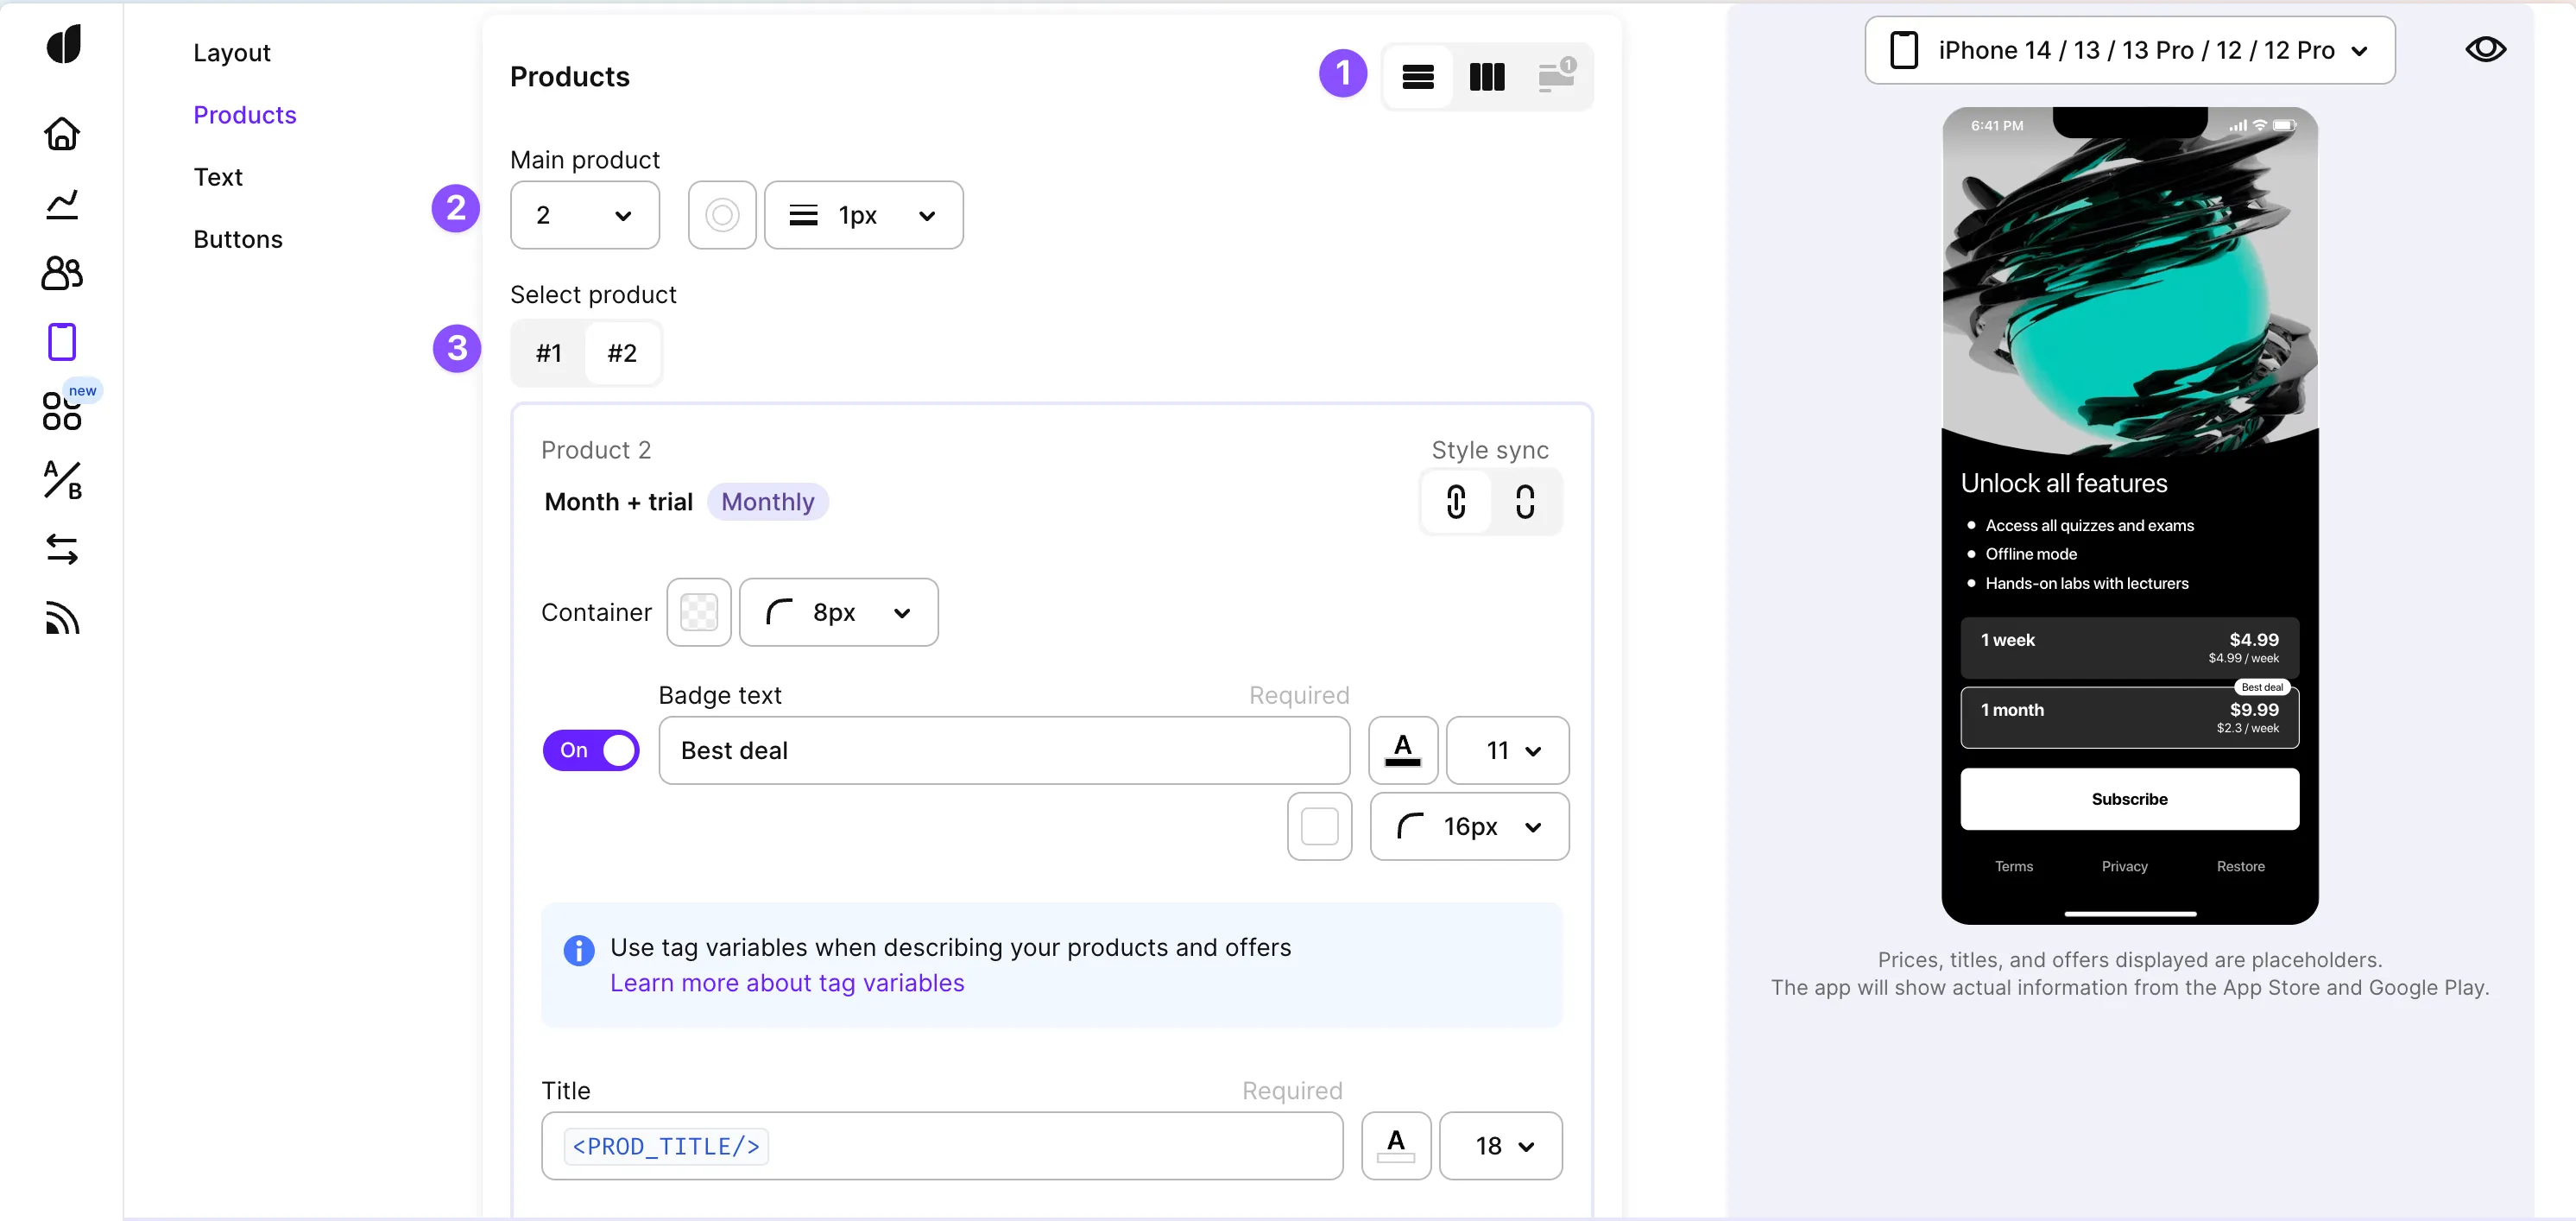 new
A/B
Layout
Products
Text
Buttons
Products
1
1
Main product
2
2
1px
Select product
3
#1
#2
Product 2
Style sync
Month + trial
Monthly
Container
8px
Badge text
Required
On
Best deal
A
11
16px
Use tag variables when describing your products and offers
Learn more about tag variables
Title
Required
<PROD_TITLE/>
A
18
iPhone 14 / 13 / 13 Pro / 12 / 12 Pro
6:41 PM
Unlock all features
Access all quizzes and exams
Offline mode
Hands-on labs with lecturers
1 week
$4.99
$4.99 / week
Best deal
1 month
$9.99
$2.3 / week
Subscribe
Terms
Privacy
Restore
Prices, titles, and offers displayed are placeholders.
The app will show actual information from the App Store and Google Play.